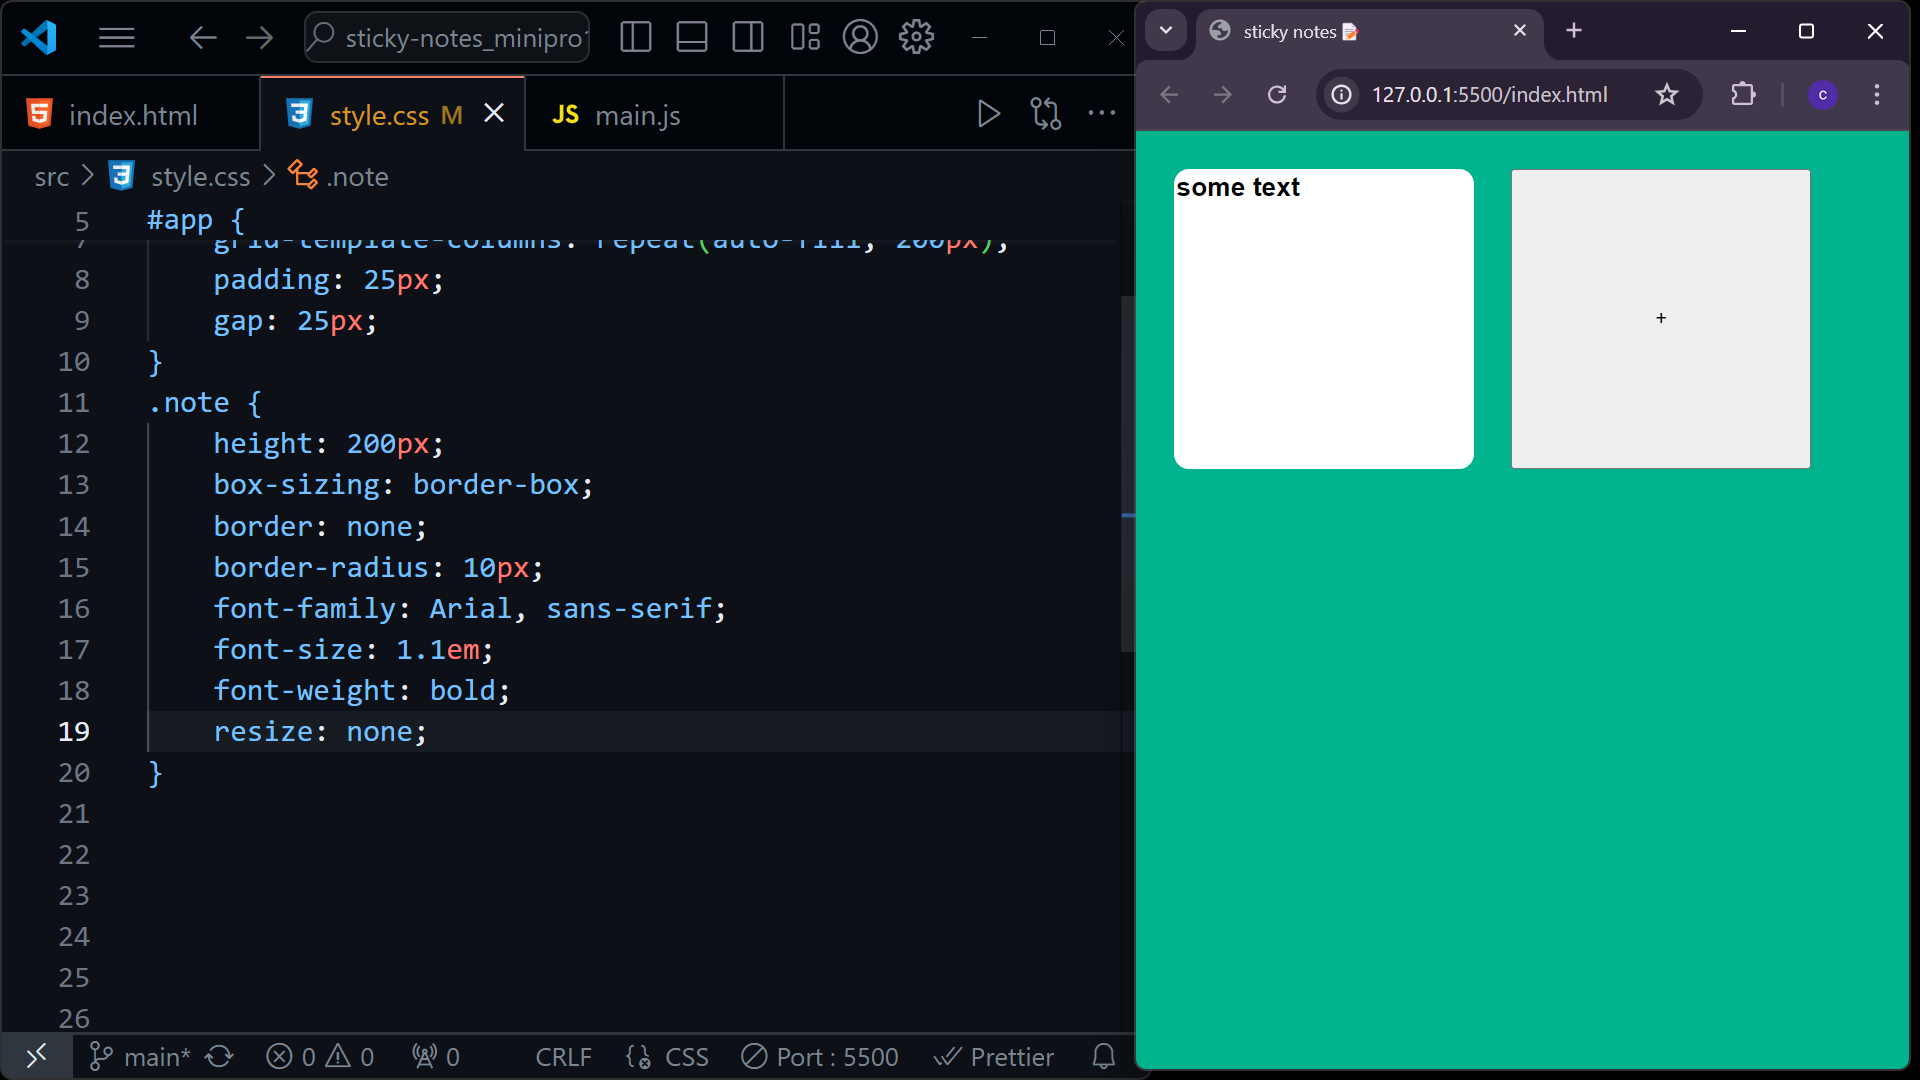 sticky-notes_minipro
index.html
style.css M
JS main.js
src > style.css > .note
5 #app {
7 grid-template-columns: repeat(auto-fill, 200px);
8 padding: 25px;
9 gap: 25px;
10 }
11 .note {
12 height: 200px;
13 box-sizing: border-box;
14 border: none;
15 border-radius: 10px;
16 font-family: Arial, sans-serif;
17 font-size: 1.1em;
18 font-weight: bold;
19 resize: none;
20 }
21
22
23
24
25
26
main* 0 0 0 CRLF CSS Port : 5500 Prettier
sticky notes 📝
127.0.0.1:5500/index.html
c
some text
+